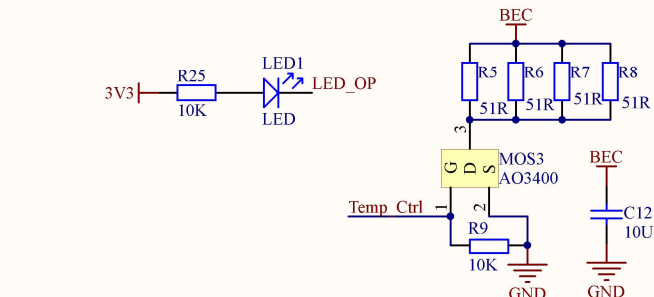 BEC
R25
LED1
3V3
LED_OP
10K
LED
R5
R6
R7
R8
51R
51R
51R
51R
3
G
D
S
MOS3
AO3400
BEC
Temp_Ctrl
1
2
R9
10K
C12
10U
GND
GND